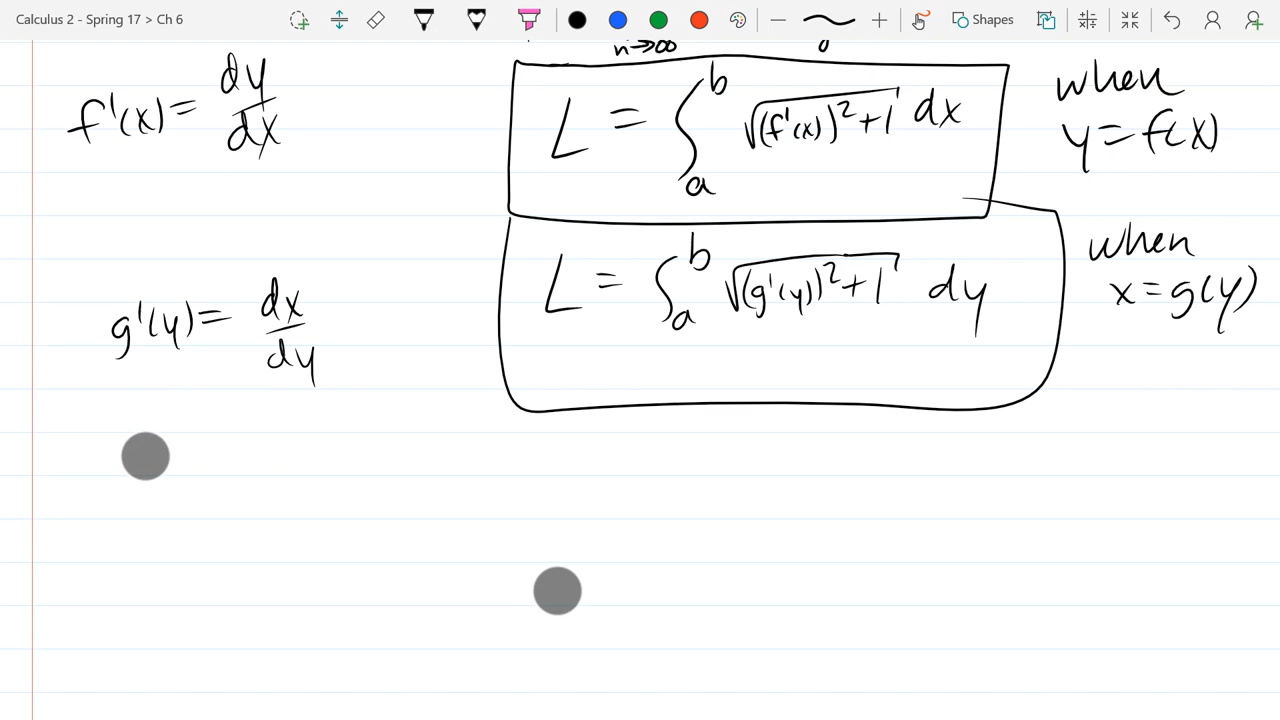 Calculus 2 - Spring 17 > Ch 6
Shapes
n→∞
f'(x) = dy/dx
L = ∫_a^b √((f'(x))²+1) dx
when
y = f(x)
g'(y) = dx/dy
L = ∫_a^b √((g'(y))²+1) dy
when
x = g(y)